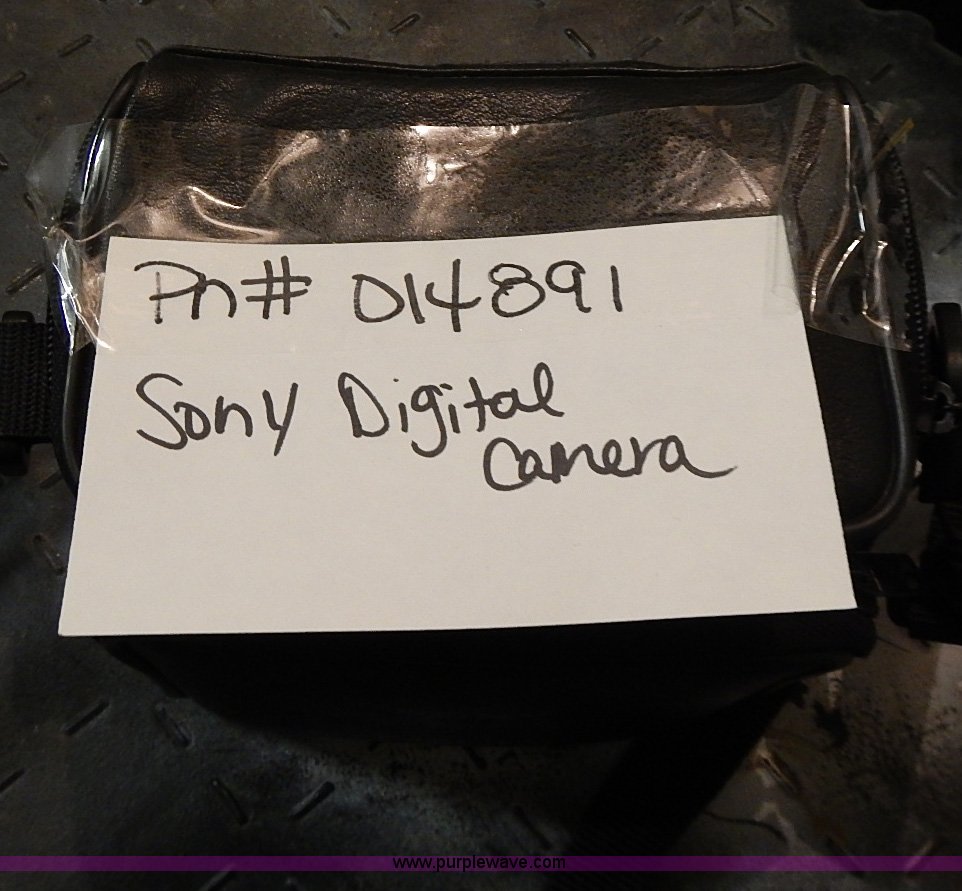 Pn# 014891
Sony Digital
Camera
www.purplewave.com